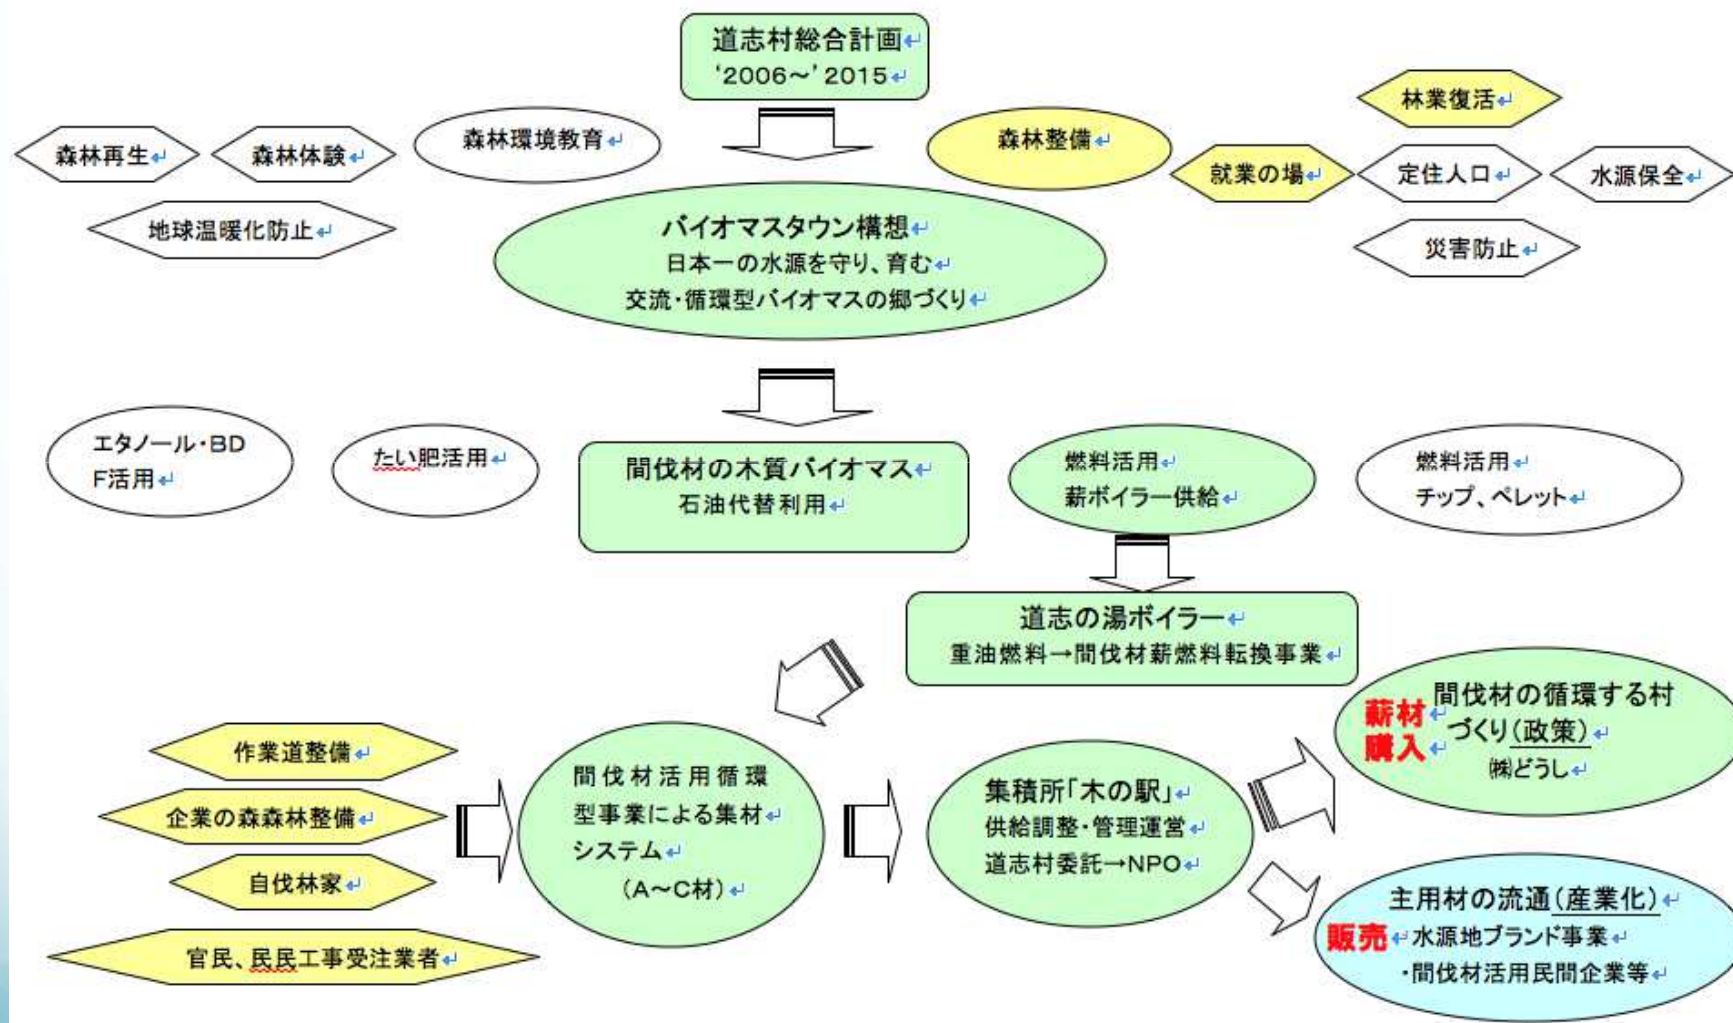 道志村総合計画
‘2006～’2015
森林再生
森林体験
森林環境教育
地球温暖化防止
森林整備
林業復活
就業の場
定住人口
水源保全
災害防止
バイオマスタウン構想
日本一の水源を守り、育む
交流・循環型バイオマスの郷づくり
エタノール・BD
F活用
たい肥活用
間伐材の木質バイオマス
石油代替利用
燃料活用
薪ボイラー供給
燃料活用
チップ、ペレット
道志の湯ボイラー
重油燃料→間伐材薪燃料転換事業
作業道整備
企業の森森林整備
自伐林家
官民、民民工事受注業者
間伐材活用循環
型事業による集材
システム
（A～C材）
集積所「木の駅」
供給調整・管理運営
道志村委託→NPO
薪材
購入
間伐材の循環する村
づくり（政策）
㈱どうし
主用材の流通（産業化）
販売
・水源地ブランド事業
・間伐材活用民間企業等